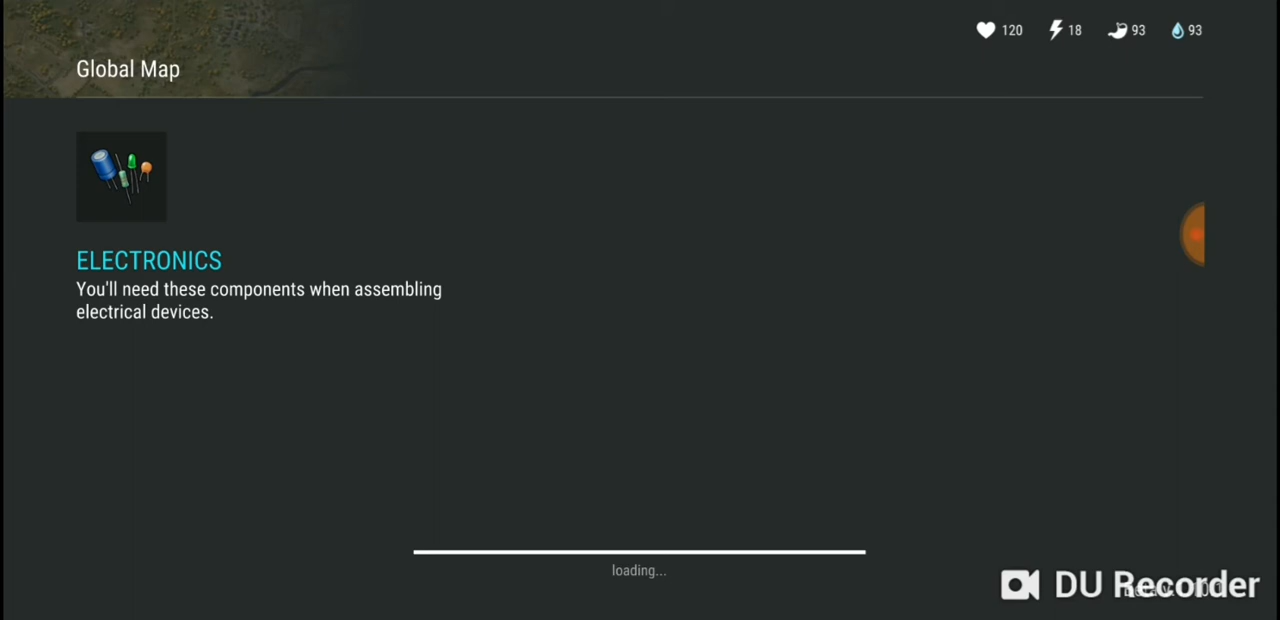 120 18 93 93
Global Map
ELECTRONICS
You'll need these components when assembling
electrical devices.
loading...
DU Recorder